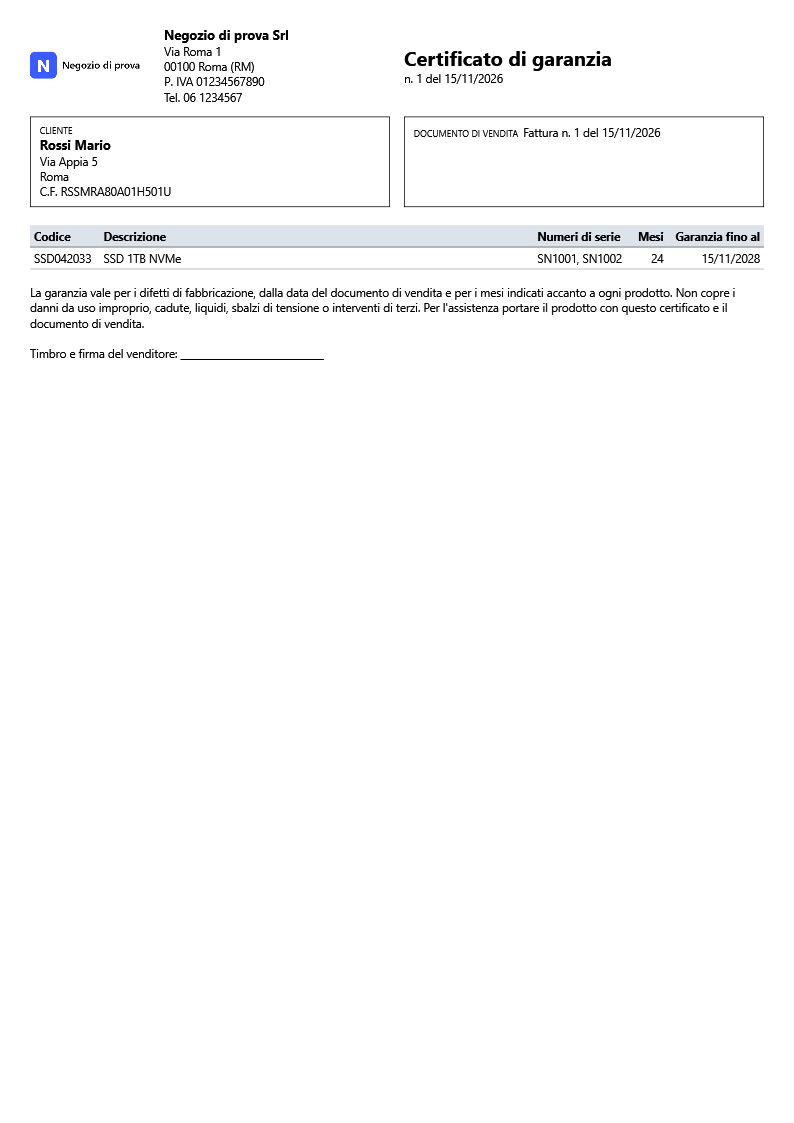 N Negozio di prova
Negozio di prova Srl
Via Roma 1
00100 Roma (RM)
P. IVA 01234567890
Tel. 06 1234567
Certificato di garanzia
n. 1 del 15/11/2026
CLIENTE
Rossi Mario
Via Appia 5
Roma
C.F. RSSMRA80A01H501U
DOCUMENTO DI VENDITA Fattura n. 1 del 15/11/2026
Codice Descrizione Numeri di serie Mesi Garanzia fino al
SSD042033 SSD 1TB NVMe SN1001, SN1002 24 15/11/2028
La garanzia vale per i difetti di fabbricazione, dalla data del documento di vendita e per i mesi indicati accanto a ogni prodotto. Non copre i
danni da uso improprio, cadute, liquidi, sbalzi di tensione o interventi di terzi. Per l'assistenza portare il prodotto con questo certificato e il
documento di vendita.
Timbro e firma del venditore: ________________________